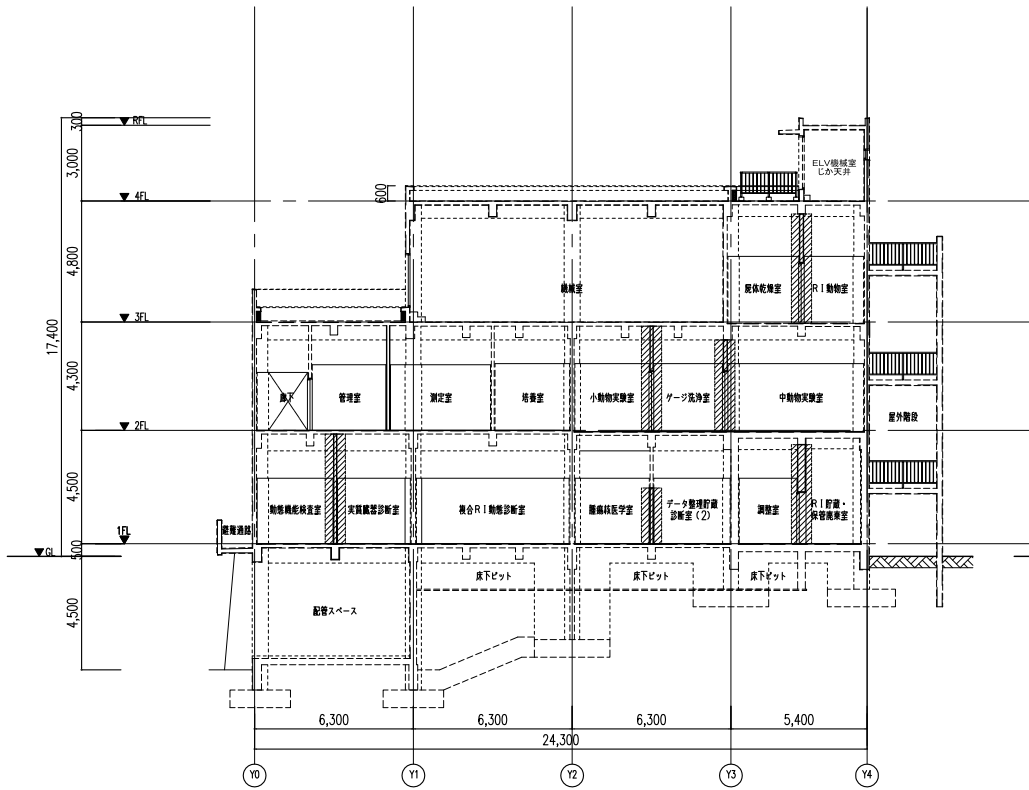 300
RFL
ELV機械室
じか天井
3,000
600
4FL
4,800
機械室
屍体乾燥室
RI動物室
3FL
17,400
4,300
廊下
管理室
測定室
培養室
小動物実験室
ゲージ洗浄室
中動物実験室
屋外階段
2FL
4,500
動態機能検査室
実質臓器診断室
複合RI動態診断室
腫瘍核医学室
データ整理貯蔵
診断室(2)
調整室
RI貯蔵・
保管廃棄室
1FL
避難通路
GL
500
床下ピット
床下ピット
床下ピット
4,500
配管スペース
6,300
6,300
6,300
5,400
24,300
Y0
Y1
Y2
Y3
Y4